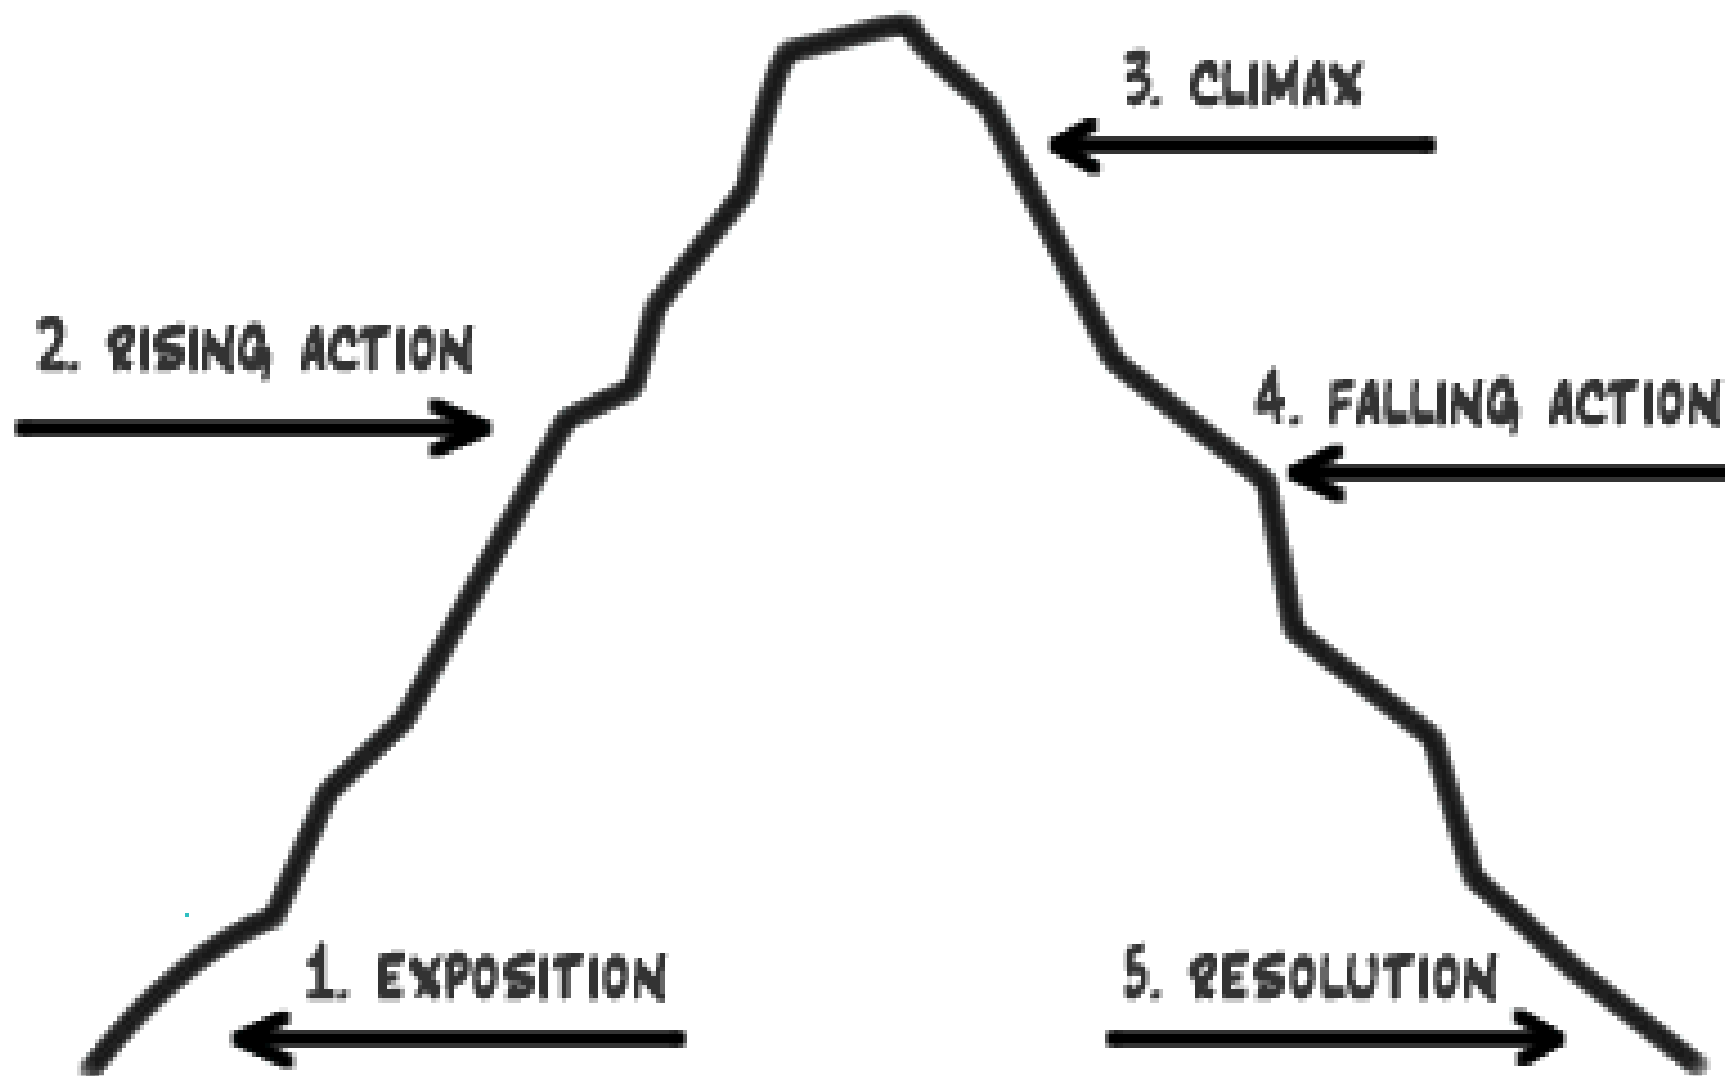 3. CLIMAX
2. RISING ACTION
4. FALLING ACTION
1. EXPOSITION
5. RESOLUTION